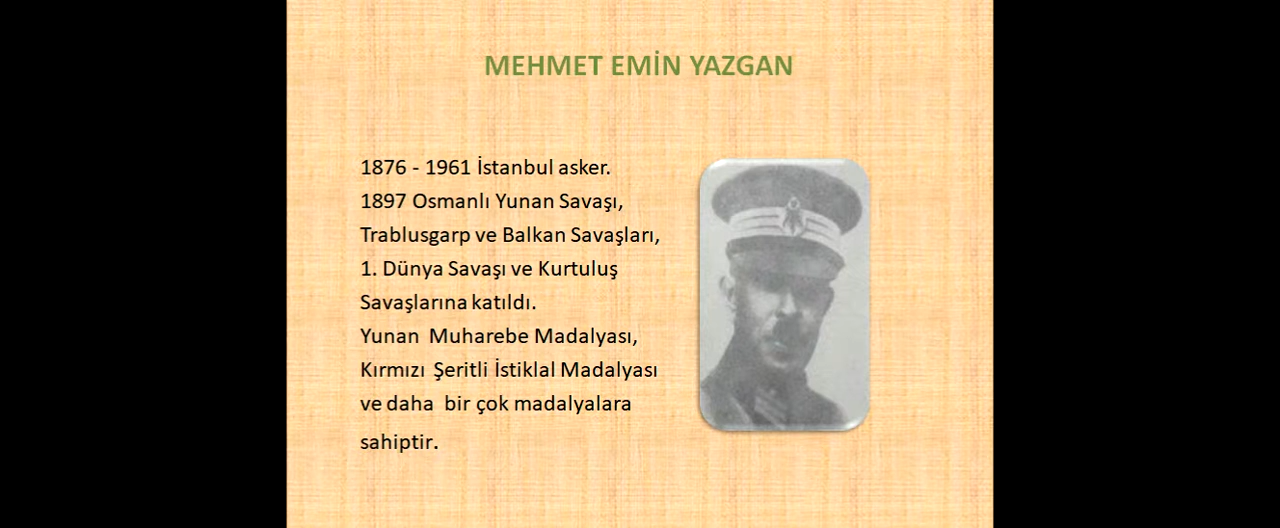 MEHMET EMİN YAZGAN
1876 - 1961 İstanbul asker.
1897 Osmanlı Yunan Savaşı,
Trablusgarp ve Balkan Savaşları,
1. Dünya Savaşı ve Kurtuluş
Savaşlarına katıldı.
Yunan Muharebe Madalyası,
Kırmızı Şeritli İstiklal Madalyası
ve daha bir çok madalyalara
sahiptir.